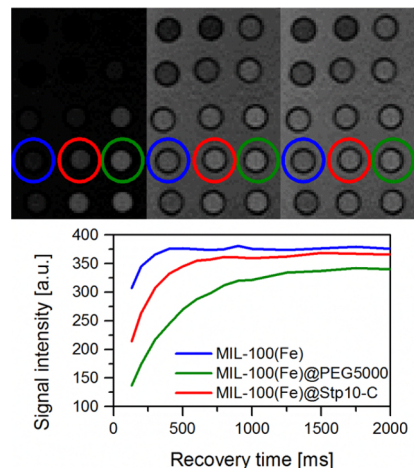 400
350
300
250
200
150
100
Signal intensity [a.u.]
MIL-100(Fe)
MIL-100(Fe)@PEG5000
MIL-100(Fe)@Stp10-C
0 500 1000 1500 2000
Recovery time [ms]